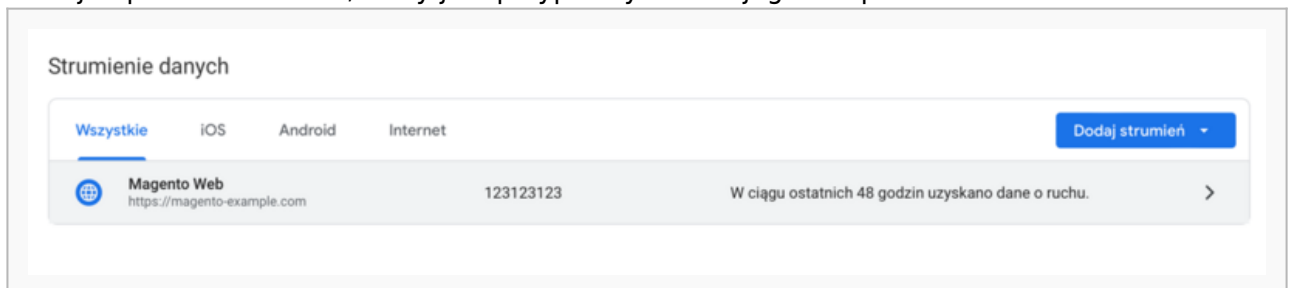 Strumienie danych
Wszystkie iOS Android Internet Dodaj strumień
Magento Web
https://magento-example.com
123123123
W ciągu ostatnich 48 godzin uzyskano dane o ruchu.